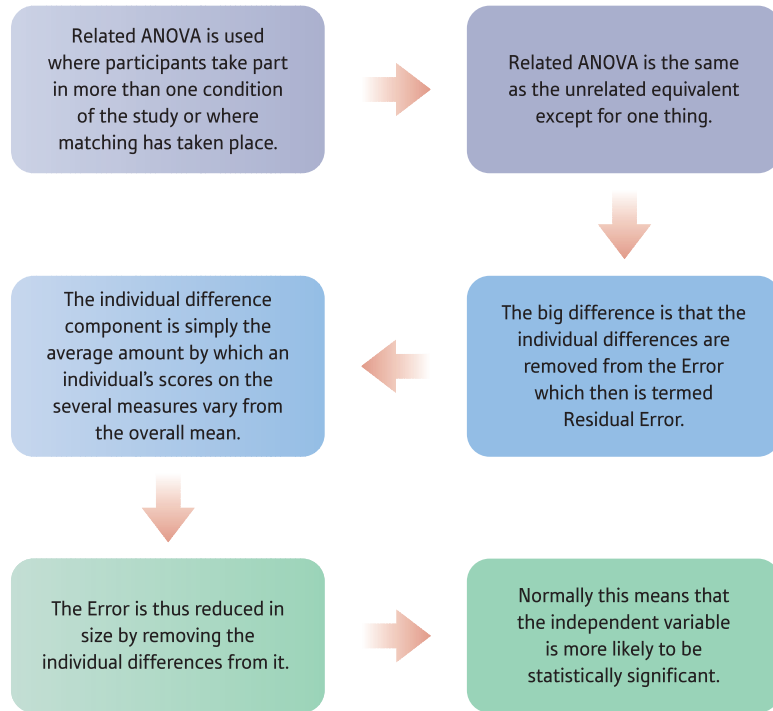 Related ANOVA is used
where participants take part
in more than one condition
of the study or where
matching has taken place.
Related ANOVA is the same
as the unrelated equivalent
except for one thing.
The big difference is that the
individual differences are
removed from the Error
which then is termed
Residual Error.
The individual difference
component is simply the
average amount by which an
individual’s scores on the
several measures vary from
the overall mean.
The Error is thus reduced in
size by removing the
individual differences from it.
Normally this means that
the independent variable
is more likely to be
statistically significant.